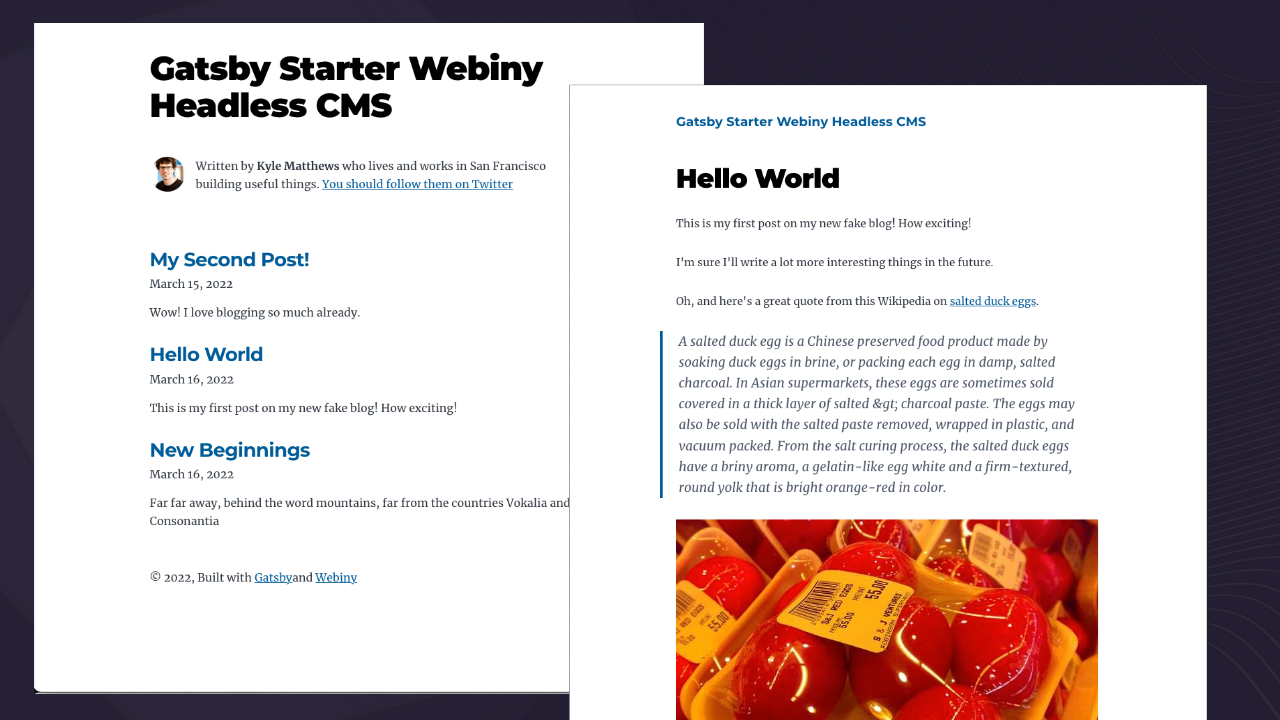 Gatsby Starter Webiny
Headless CMS
Written by Kyle Matthews who lives and works in San Francisco
building useful things. You should follow them on Twitter
My Second Post!
March 15, 2022
Wow! I love blogging so much already.
Hello World
March 16, 2022
This is my first post on my new fake blog! How exciting!
New Beginnings
March 16, 2022
Far far away, behind the word mountains, far from the countries Vokalia and
Consonantia
© 2022, Built with Gatsbyand Webiny
Gatsby Starter Webiny Headless CMS
Hello World
This is my first post on my new fake blog! How exciting!
I'm sure I'll write a lot more interesting things in the future.
Oh, and here's a great quote from this Wikipedia on salted duck eggs.
A salted duck egg is a Chinese preserved food product made by
soaking duck eggs in brine, or packing each egg in damp, salted
charcoal. In Asian supermarkets, these eggs are sometimes sold
covered in a thick layer of salted &gt; charcoal paste. The eggs may
also be sold with the salted paste removed, wrapped in plastic, and
vacuum packed. From the salt curing process, the salted duck eggs
have a briny aroma, a gelatin-like egg white and a firm-textured,
round yolk that is bright orange-red in color.
S&J RED EGGS
55.00
55.00
S & J VENTURES
55.00
RED EGGS